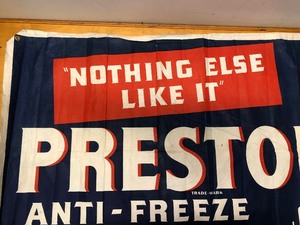 "NOTHING ELSE
LIKE IT"
PRESTO
TRADE-MARK
ANTI-FREEZE